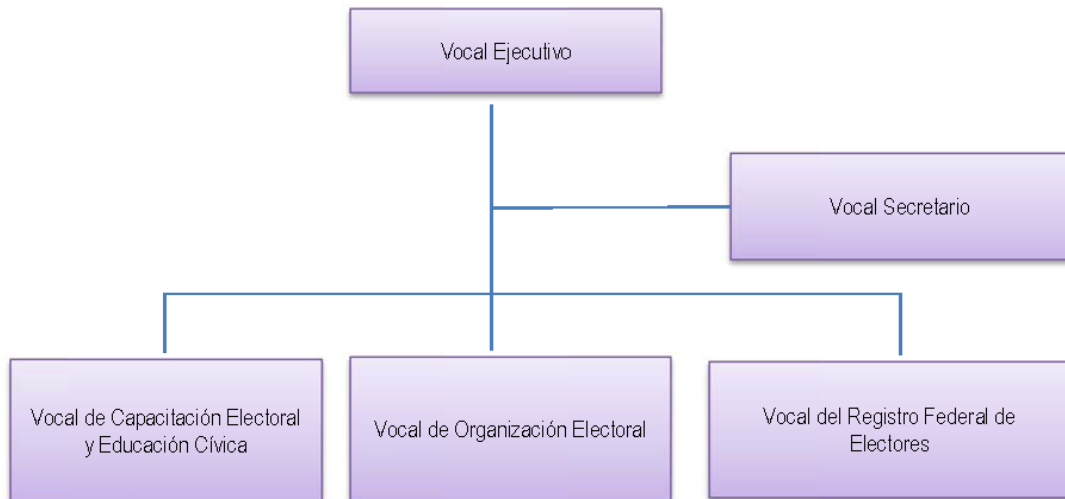 Vocal Ejecutivo
Vocal Secretario
Vocal de Capacitación Electoral
y Educación Cívica
Vocal de Organización Electoral
Vocal del Registro Federal de
Electores